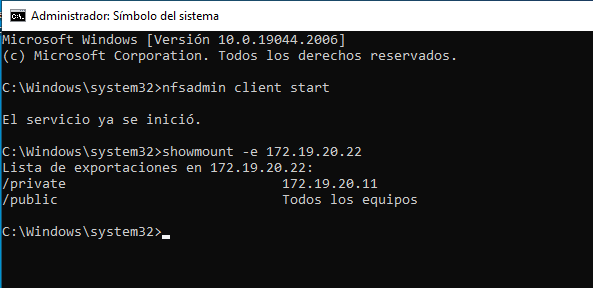 Administrador: Símbolo del sistema
Microsoft Windows [Versión 10.0.19044.2006]
(c) Microsoft Corporation. Todos los derechos reservados.
C:\Windows\system32>nfsadmin client start
El servicio ya se inició.
C:\Windows\system32>showmount -e 172.19.20.22
Lista de exportaciones en 172.19.20.22:
/private 172.19.20.11
/public Todos los equipos
C:\Windows\system32>